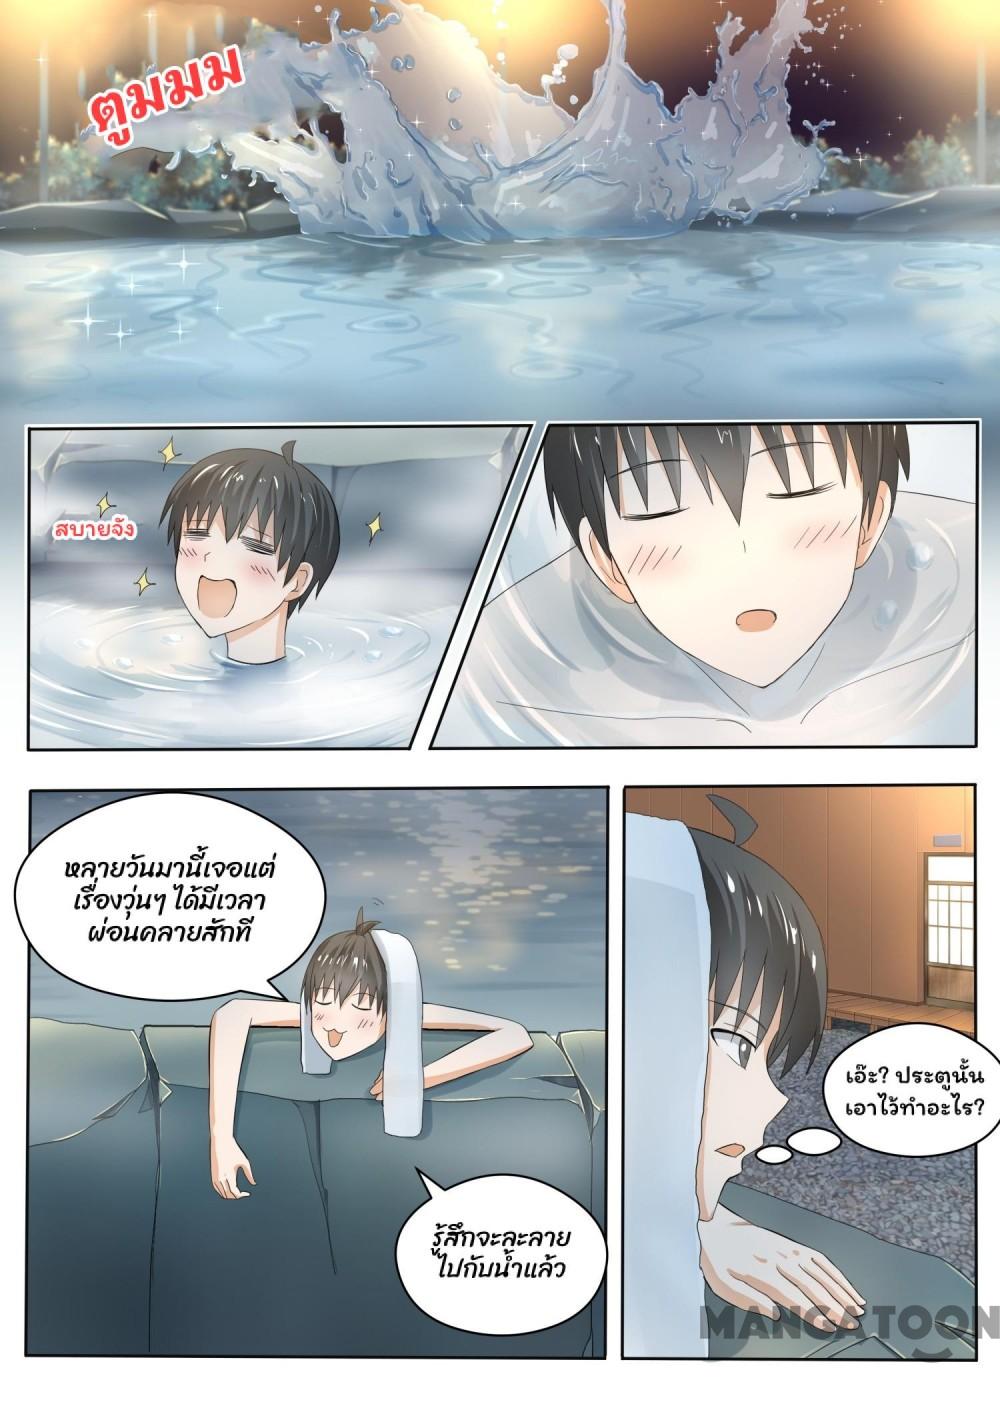 ตูมมม
สบายจัง
หลายวันมานี้เจอแต่
เรื่องวุ่นๆ ได้มีเวลา
ผ่อนคลายสักที
เอ๊ะ? ประตูนั้น
เอาไว้ทำอะไร?
รู้สึกจะละลาย
ไปกับน้ำแล้ว
MANGATOON